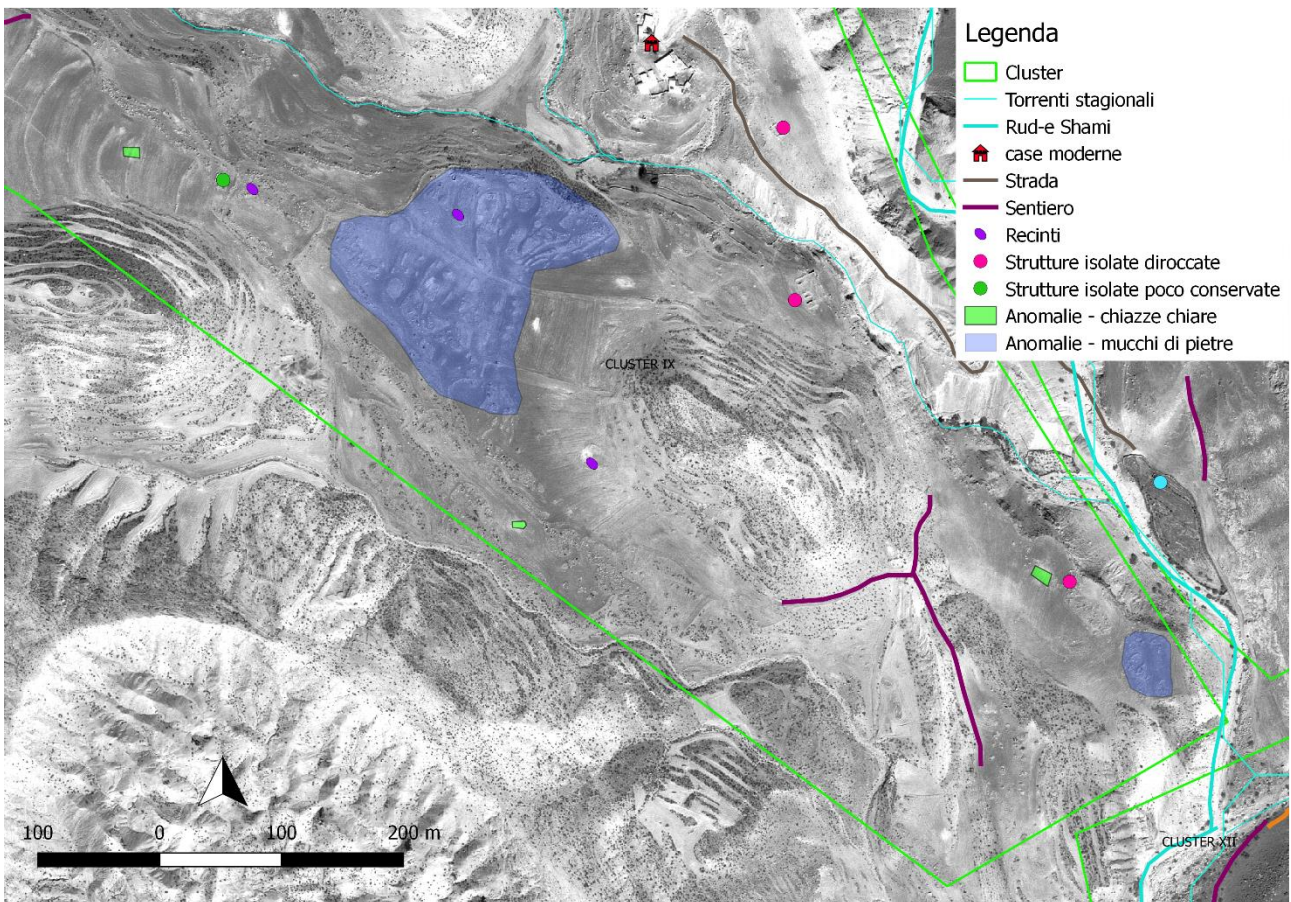 Legenda
Cluster
Torrenti stagionali
Rud-e Shami
case moderne
Strada
Sentiero
Recinti
Strutture isolate diroccate
Strutture isolate poco conservate
Anomalie - chiazze chiare
Anomalie - mucchi di pietre
CLUSTER IX
100 0 100 200 m
CLUSTER XII